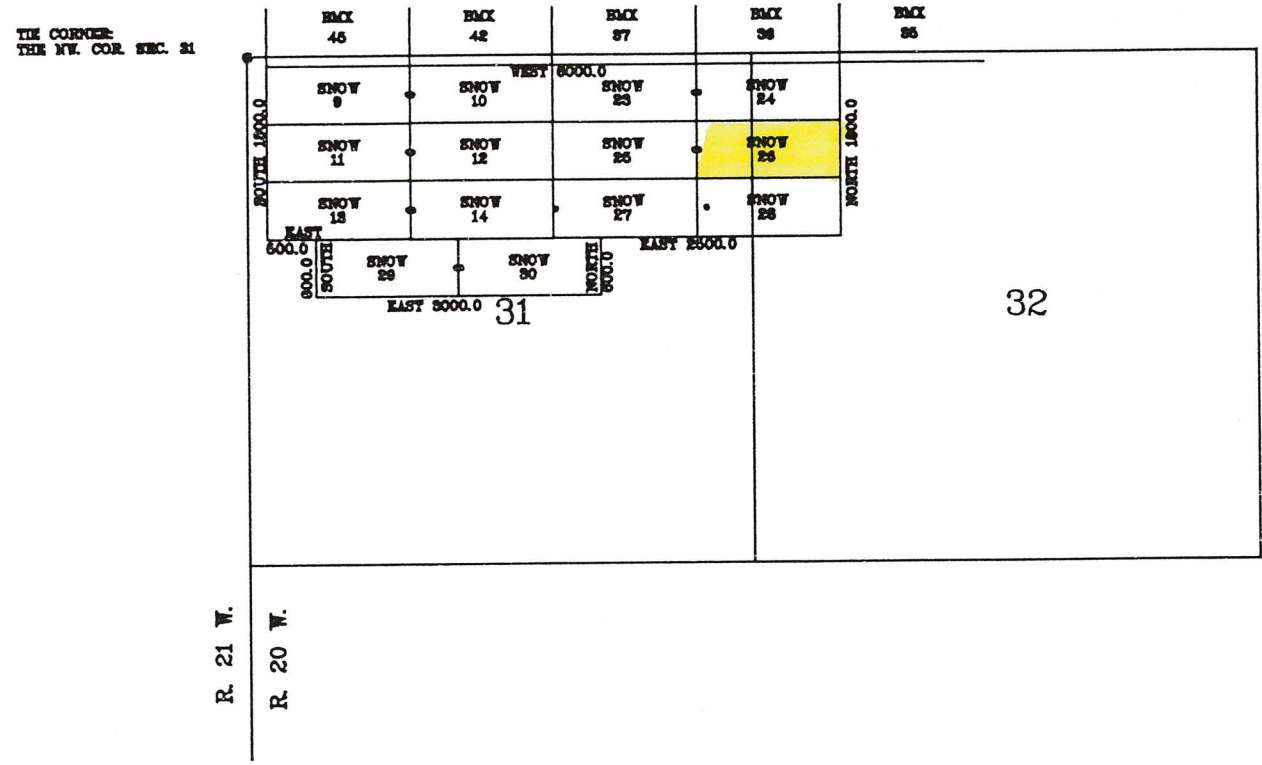 TIE CORNER:
THE NW. COR. SEC. 31
BMX
45
BMX
42
BMX
37
BMX
36
BMX
35
WEST 6000.0
SOUTH 1800.0
NORTH 1800.0
SNOW
9
SNOW
10
SNOW
23
SNOW
24
SNOW
11
SNOW
12
SNOW
25
SNOW
26
SNOW
13
SNOW
14
SNOW
27
SNOW
28
EAST
500.0
EAST 2500.0
600.0
SOUTH
SNOW
29
SNOW
30
NORTH
600.0
EAST 3000.0
31
32
R. 21 W.
R. 20 W.